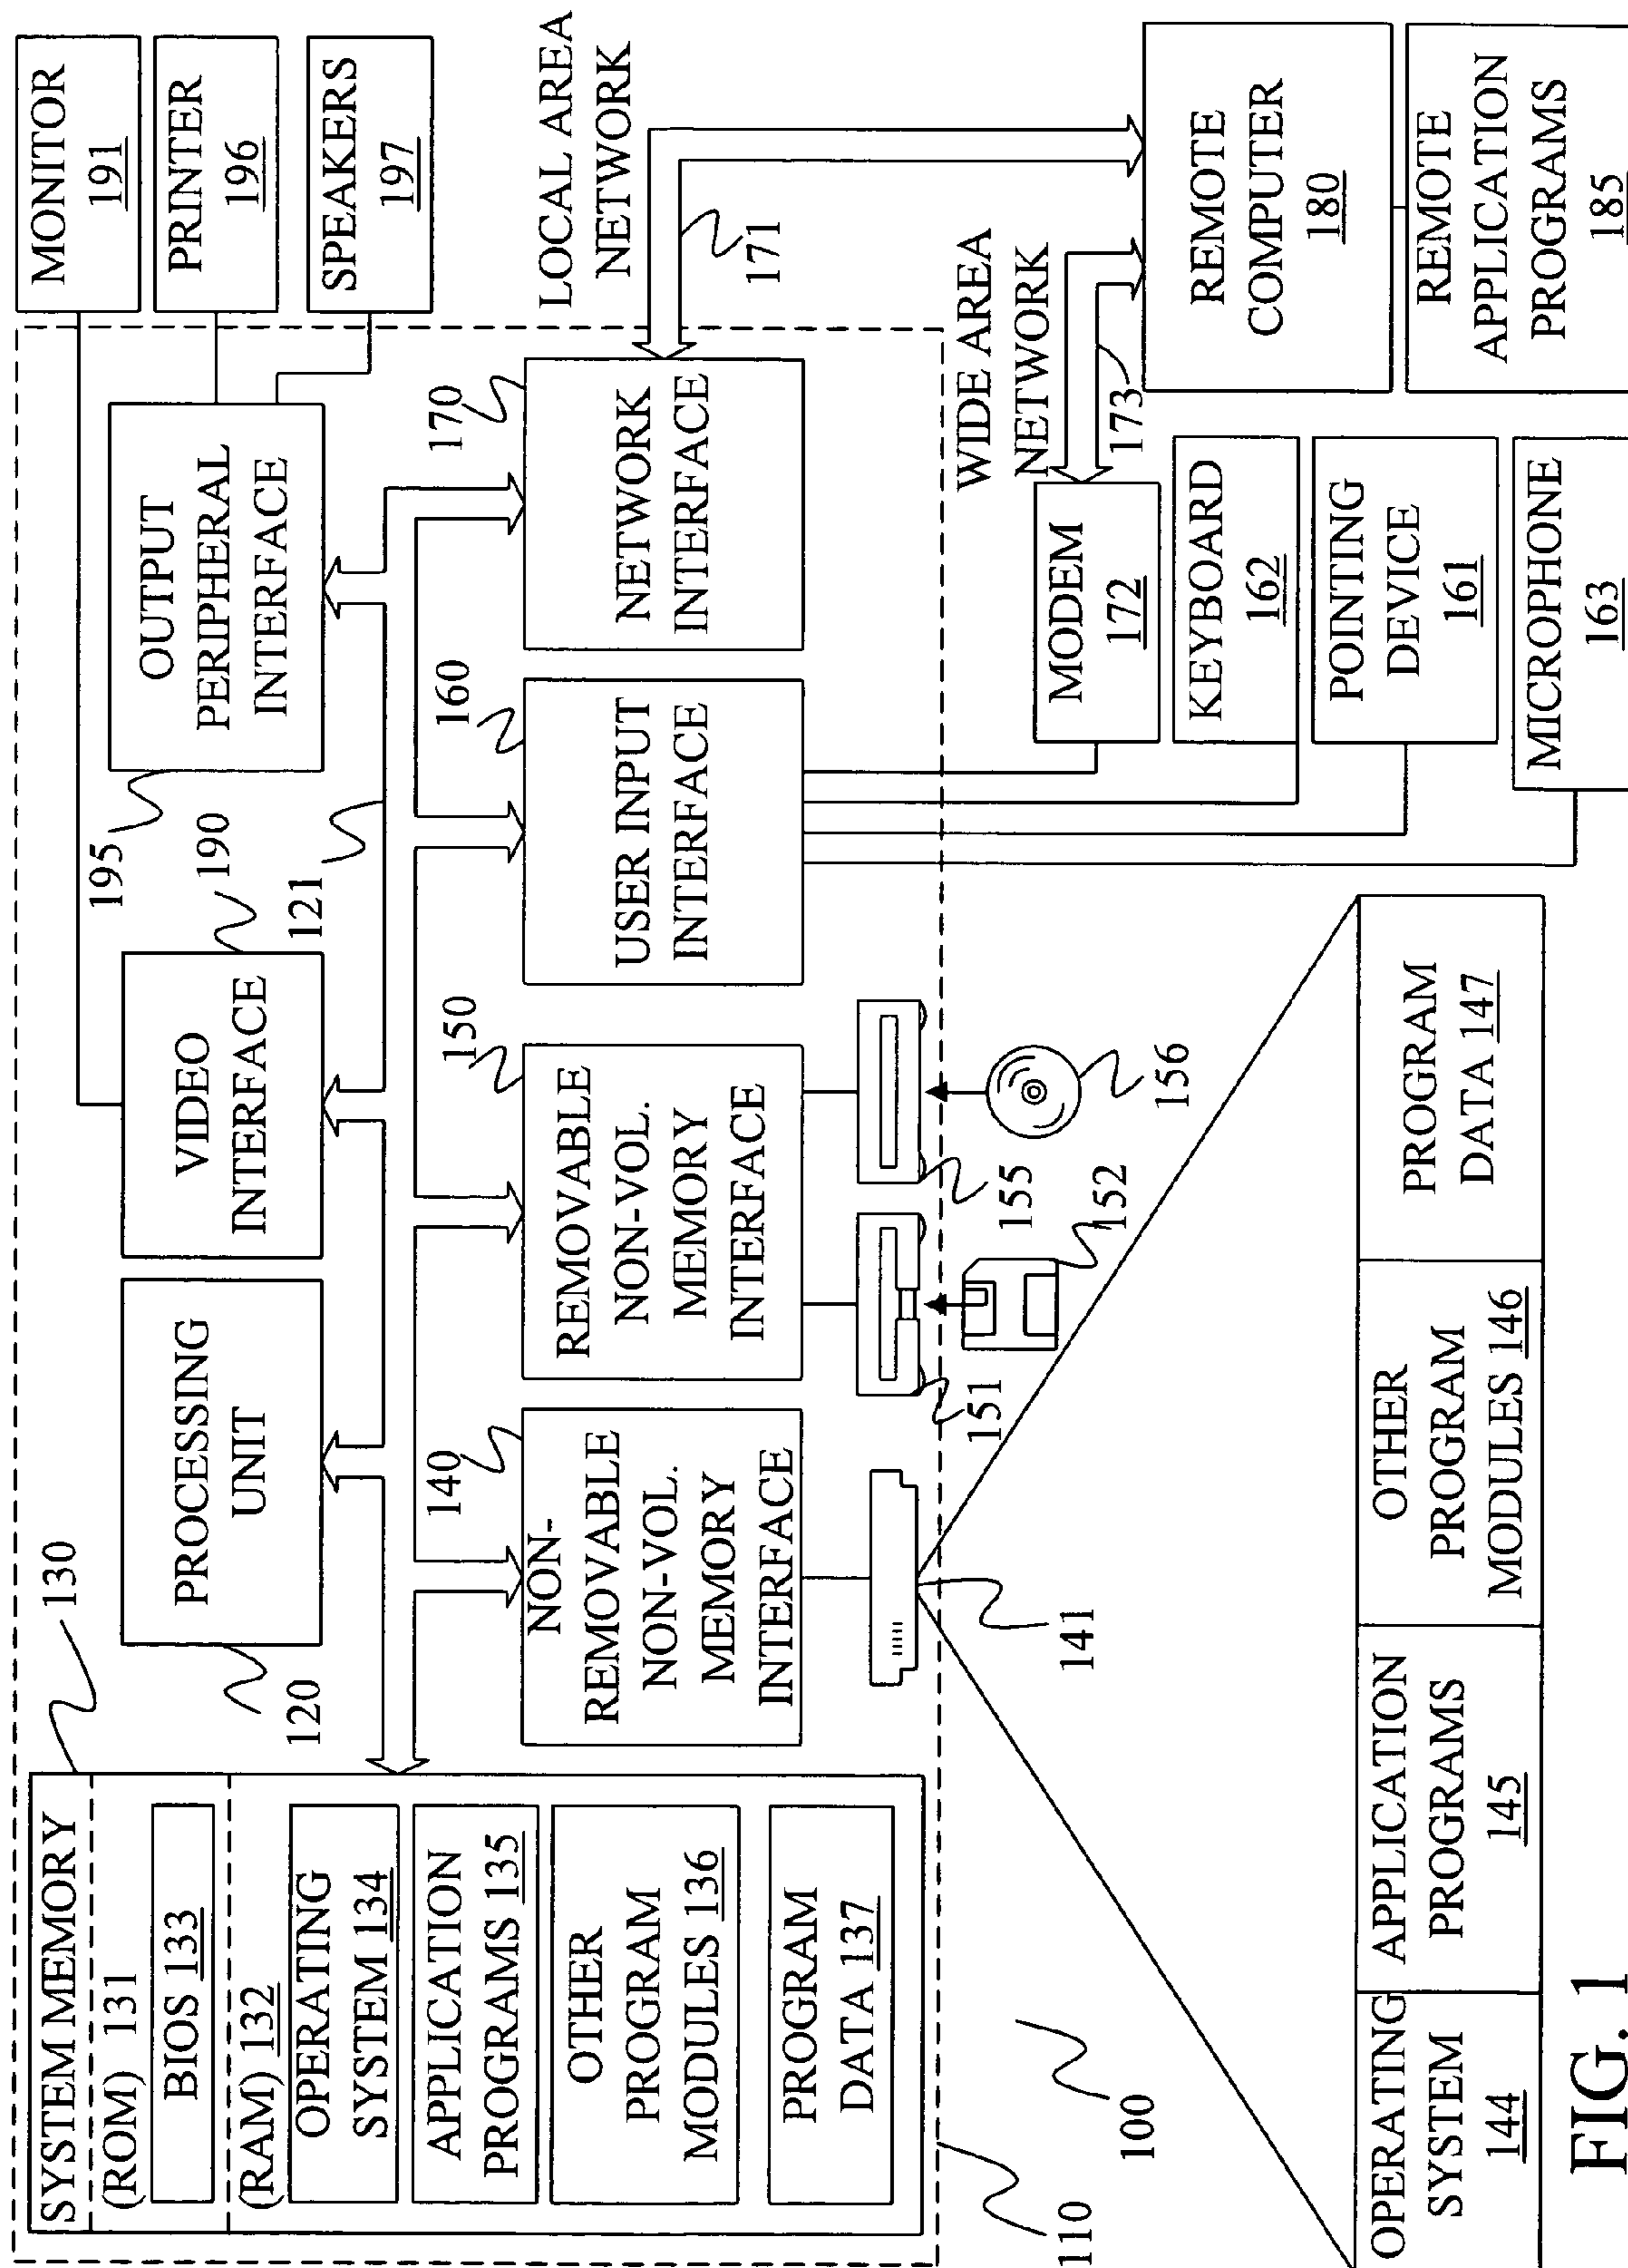 SYSTEM MEMORY
(ROM) 131
BIOS 133
(RAM) 132
OPERATING
SYSTEM 134
APPLICATION
PROGRAMS 135
OTHER
PROGRAM
MODULES 136
PROGRAM
DATA 137
130
PROCESSING
UNIT
120
VIDEO
INTERFACE
190
121
195
OUTPUT
PERIPHERAL
INTERFACE
MONITOR
191
PRINTER
196
SPEAKERS
197
140
NON-
REMOVABLE
NON-VOL.
MEMORY
INTERFACE
150
REMOVABLE
NON-VOL.
MEMORY
INTERFACE
160
USER INPUT
INTERFACE
170
NETWORK
INTERFACE
LOCAL AREA
NETWORK
171
WIDE AREA
NETWORK
173
141
151
152
155
156
MODEM
172
KEYBOARD
162
POINTING
DEVICE
161
MICROPHONE
163
REMOTE
COMPUTER
180
REMOTE
APPLICATION
PROGRAMS
185
110
100
OPERATING
SYSTEM
144
APPLICATION
PROGRAMS
145
OTHER
PROGRAM
MODULES 146
PROGRAM
DATA 147
FIG. 1